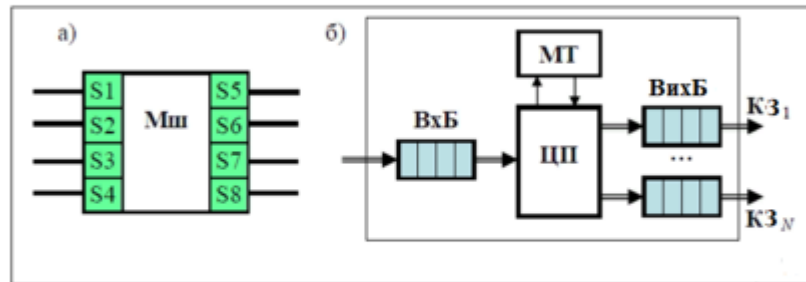 а)
S1 S5
S2 Мш S6
S3 S7
S4 S8
б)
МТ
ВхБ ЦП ВихБ
КЗ1
...
КЗN